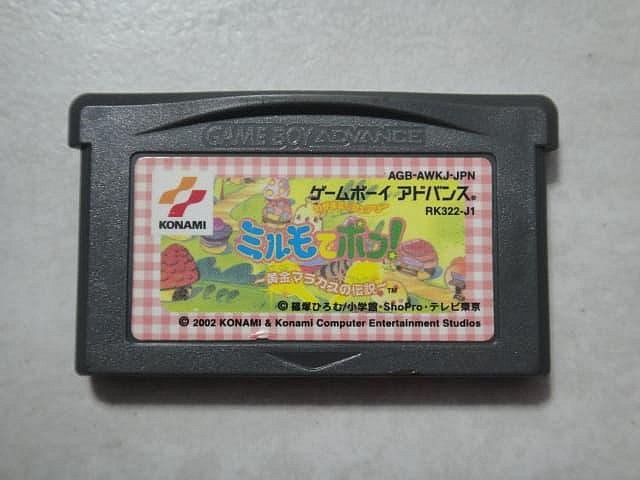 GAME BOY ADVANCE
AGB-AWKJ-JPN
ゲームボーイ アドバンス®
RK322-J1
KONAMI
ミルモでポン!
〜黄金マラカスの伝説〜™
© 篠塚ひろむ/小学館・ShoPro・テレビ東京
© 2002 KONAMI & Konami Computer Entertainment Studios